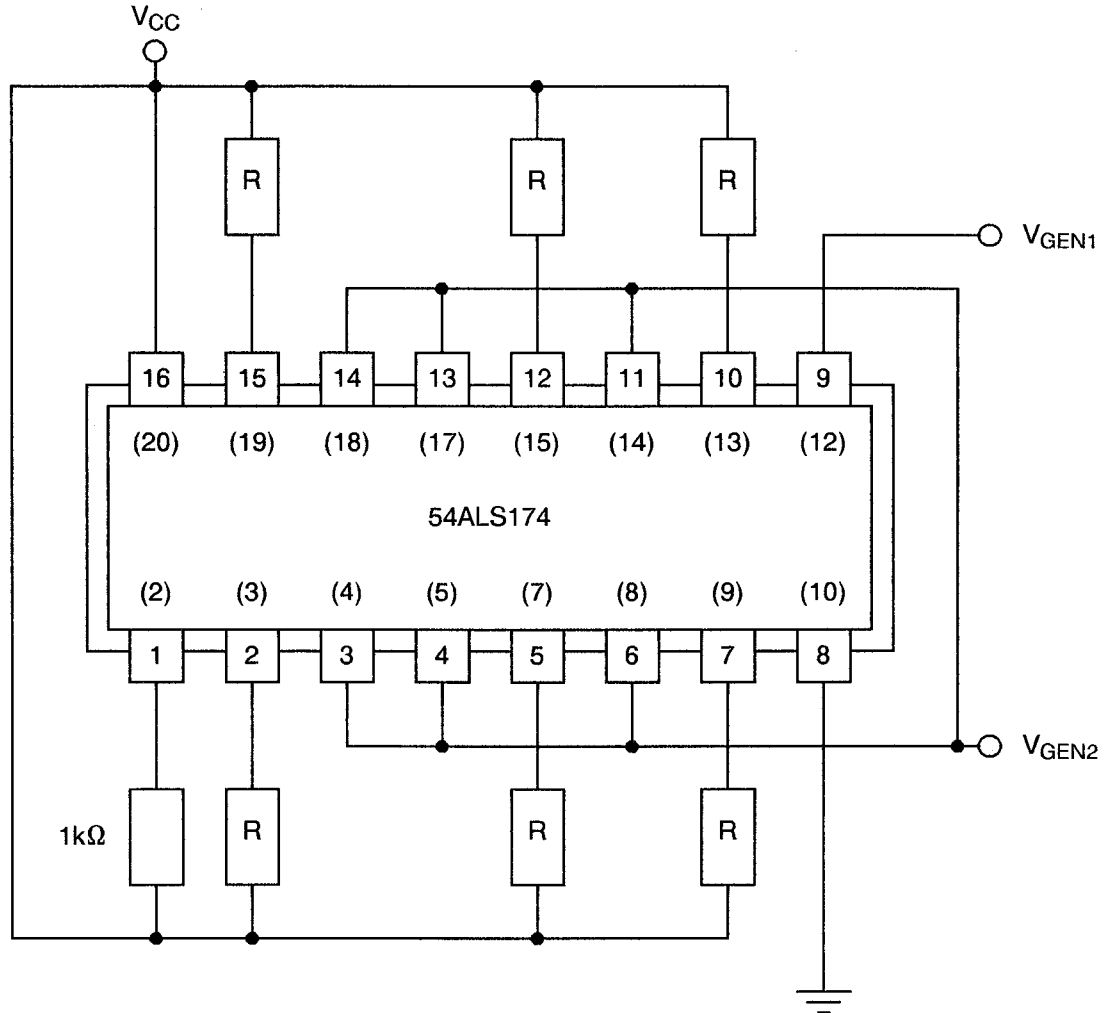 VCC
R R R
VGEN1
16 15 14 13 12 11 10 9
(20) (19) (18) (17) (15) (14) (13) (12)
54ALS174
(2) (3) (4) (5) (7) (8) (9) (10)
1 2 3 4 5 6 7 8
VGEN2
1kΩ R R R